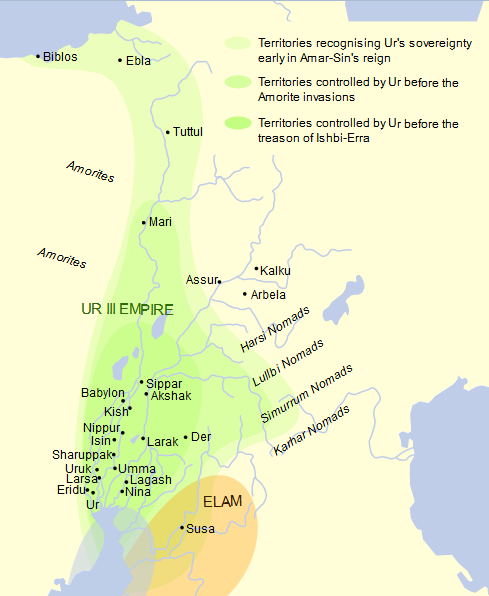 Territories recognising Ur's sovereignty
early in Amar-Sin's reign
Territories controlled by Ur before the
Amorite invasions
Territories controlled by Ur before the
treason of Ishbi-Erra
Biblos
Ebla
Tuttul
Amorites
Mari
Amorites
Kalku
Assur
Arbela
UR III EMPIRE
Harsi Nomads
Lullbi Nomads
Simurrum Nomads
Karhar Nomads
Sippar
Akshak
Babylon
Kish
Nippur
Isin
Larak
Der
Sharuppak
Uruk
Umma
Larsa
Lagash
Eridu
Nina
Ur
ELAM
Susa